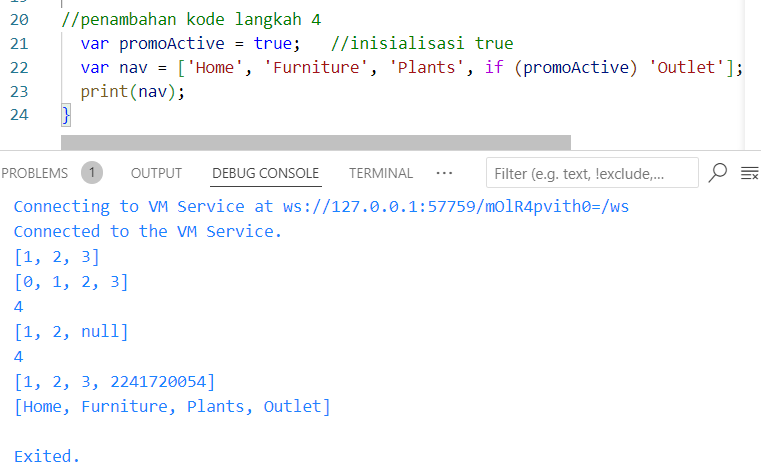 20 //penambahan kode langkah 4
21 var promoActive = true; //inisialisasi true
22 var nav = ['Home', 'Furniture', 'Plants', if (promoActive) 'Outlet'];
23 print(nav);
24 }
PROBLEMS 1 OUTPUT DEBUG CONSOLE TERMINAL ··· Filter (e.g. text, !exclude,...
Connecting to VM Service at ws://127.0.0.1:57759/mOlR4pvith0=/ws
Connected to the VM Service.
[1, 2, 3]
[0, 1, 2, 3]
4
[1, 2, null]
4
[1, 2, 3, 2241720054]
[Home, Furniture, Plants, Outlet]
Exited.